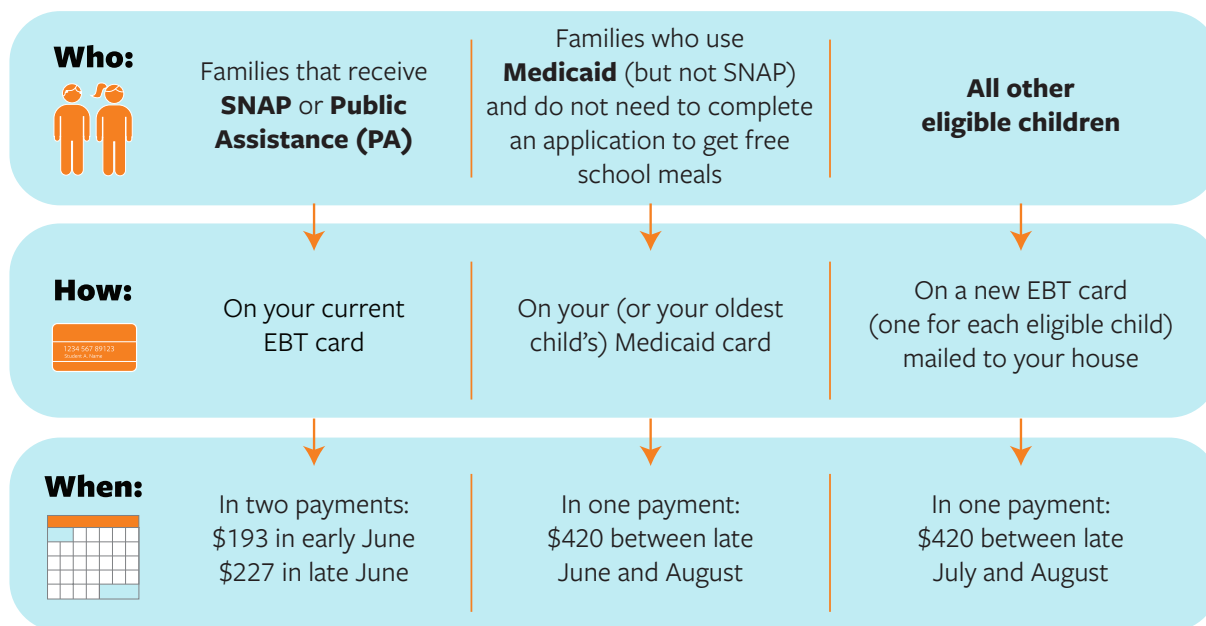 Who:
Families that receive
SNAP or Public
Assistance (PA)
Families who use
Medicaid (but not SNAP)
and do not need to complete
an application to get free
school meals
All other
eligible children
How:
1234 567 89123
Student A. Name
On your current
EBT card
On your (or your oldest
child’s) Medicaid card
On a new EBT card
(one for each eligible child)
mailed to your house
When:
In two payments:
$193 in early June
$227 in late June
In one payment:
$420 between late
June and August
In one payment:
$420 between late
July and August